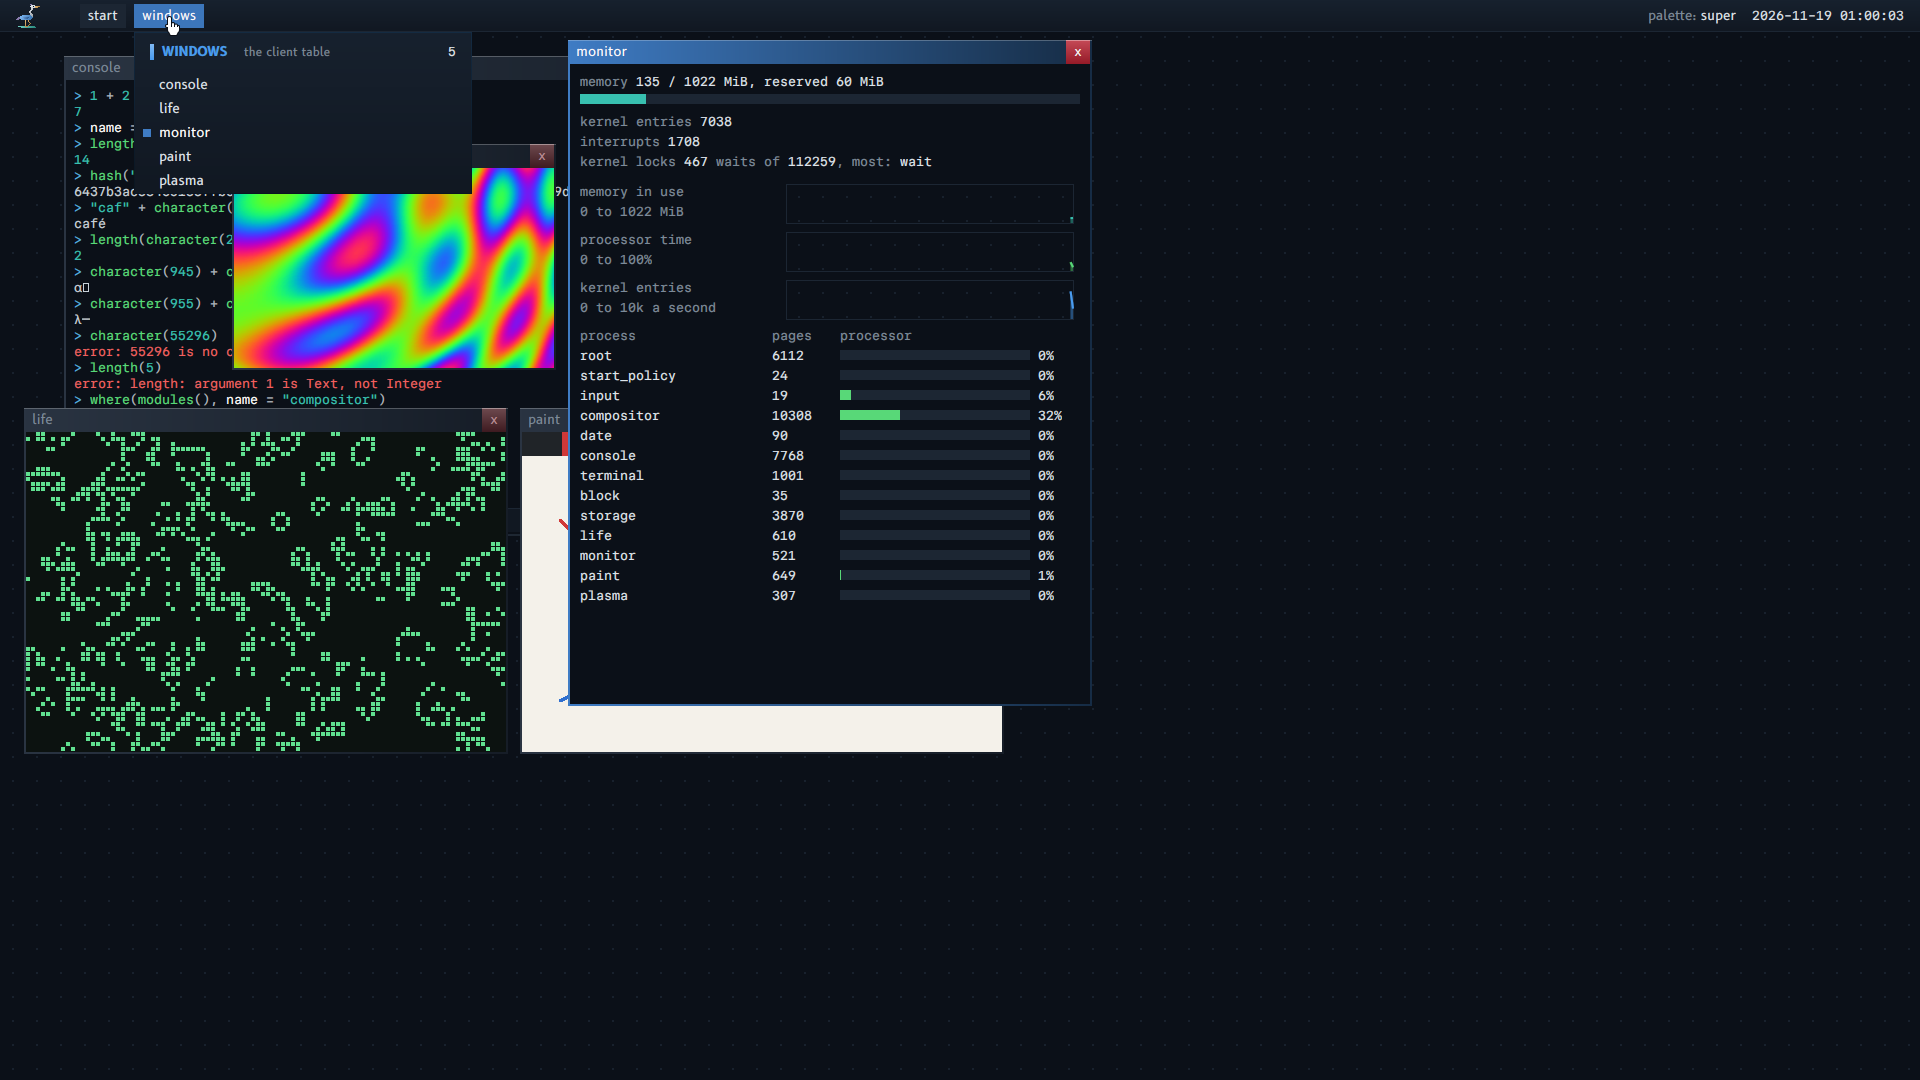 start windows palette: super 2026-11-19 01:00:03
WINDOWS the client table 5
console
life
monitor
paint
plasma
console
> 1 + 2
7
> name =
> length
14
> hash("
> "caf" + character(
café
> length(character(2
2
> character(945) + c
α▯
> character(955) + c
λ—
> character(55296)
error: 55296 is no c
> length(5)
error: length: argument 1 is Text, not Integer
> where(modules(), name = "compositor")
x
life x
paint
monitor x
memory 135 / 1022 MiB, reserved 60 MiB
kernel entries 7038
interrupts 1708
kernel locks 467 waits of 112259, most: wait
memory in use
0 to 1022 MiB
processor time
0 to 100%
kernel entries
0 to 10k a second
process pages processor
root 6112 0%
start_policy 24 0%
input 19 6%
compositor 10308 32%
date 90 0%
console 7768 0%
terminal 1001 0%
block 35 0%
storage 3870 0%
life 610 0%
monitor 521 0%
paint 649 1%
plasma 307 0%